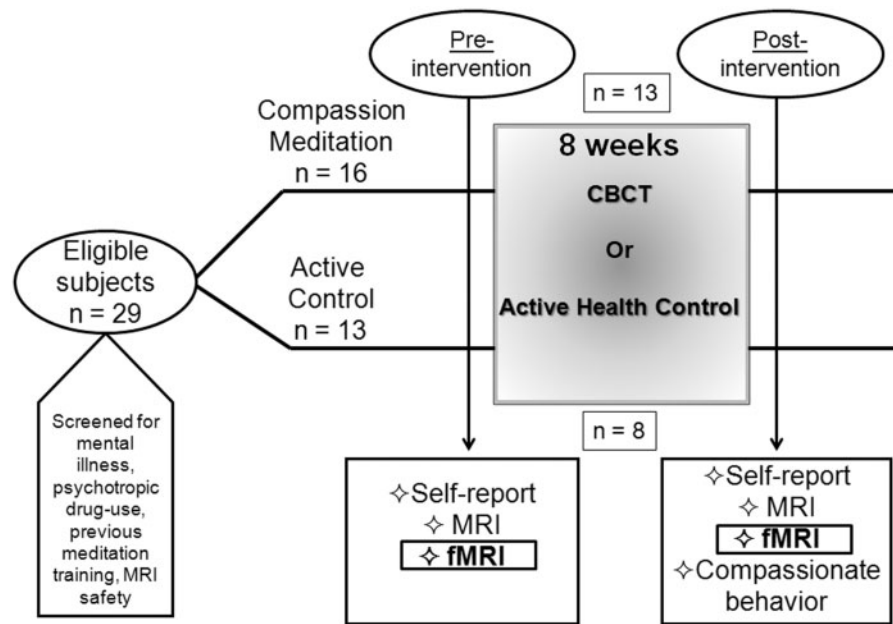 Pre-
intervention
Post-
intervention
n = 13
Compassion
Meditation
n = 16
8 weeks
CBCT
Or
Active Health Control
Eligible
subjects
n = 29
Active
Control
n = 13
n = 8
Screened for
mental
illness,
psychotropic
drug-use,
previous
meditation
training, MRI
safety
✧Self-report
✧ MRI
✧ fMRI
✧Self-report
✧ MRI
✧ fMRI
✧Compassionate
behavior